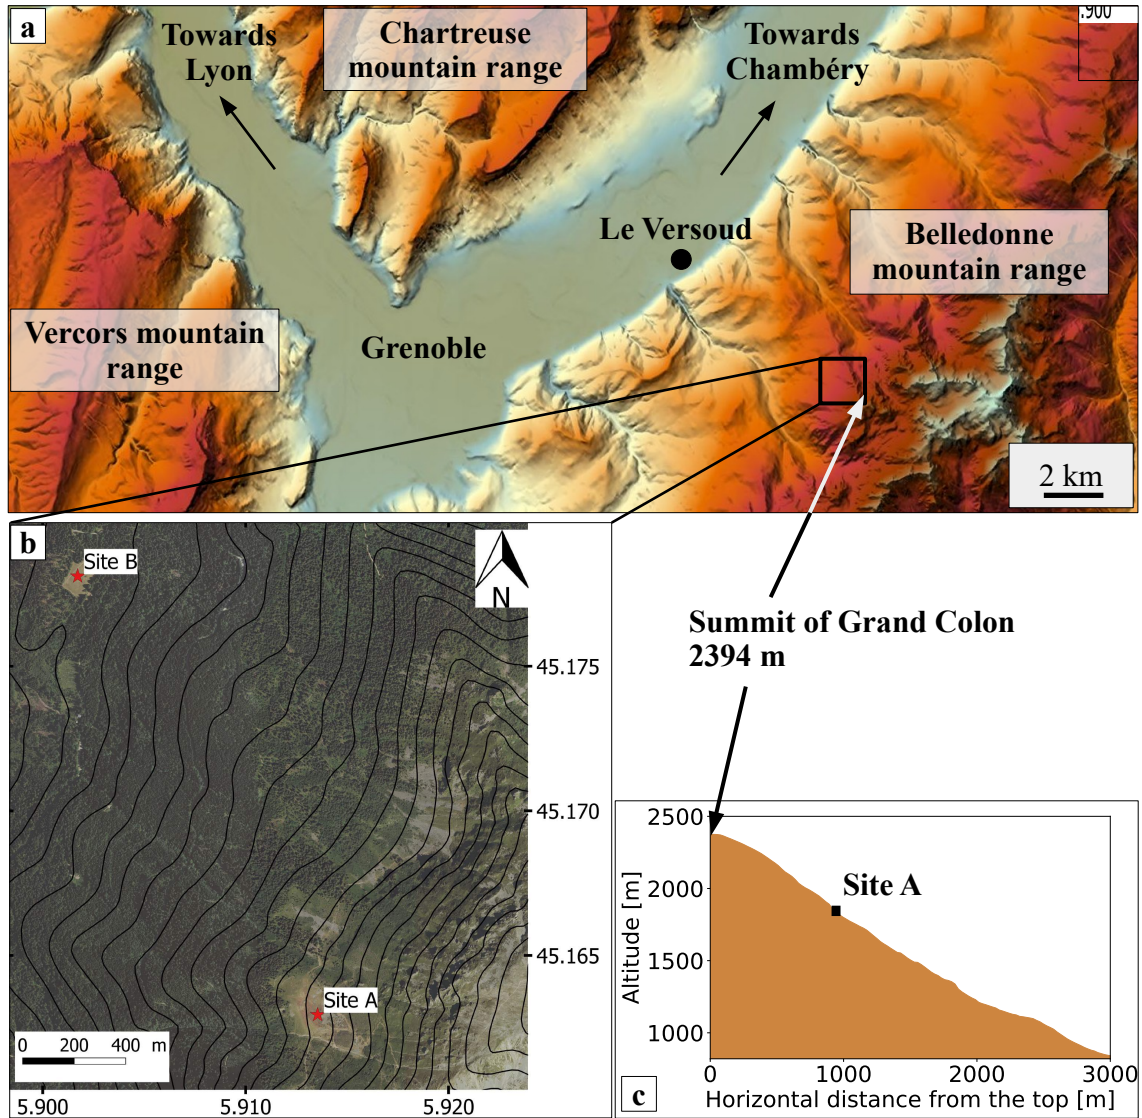 a
Towards
Lyon
Chartreuse
mountain range
Towards
Chambéry
.900
Le Versoud
Belledonne
mountain range
Vercors mountain
range
Grenoble
2 km
b
Site B
N
45.175
45.170
45.165
Site A
0 200 400 m
5.900 5.910 5.920
Summit of Grand Colon
2394 m
2500
2000
1500
1000
Altitude [m]
Site A
0 1000 2000 3000
Horizontal distance from the top [m]
c